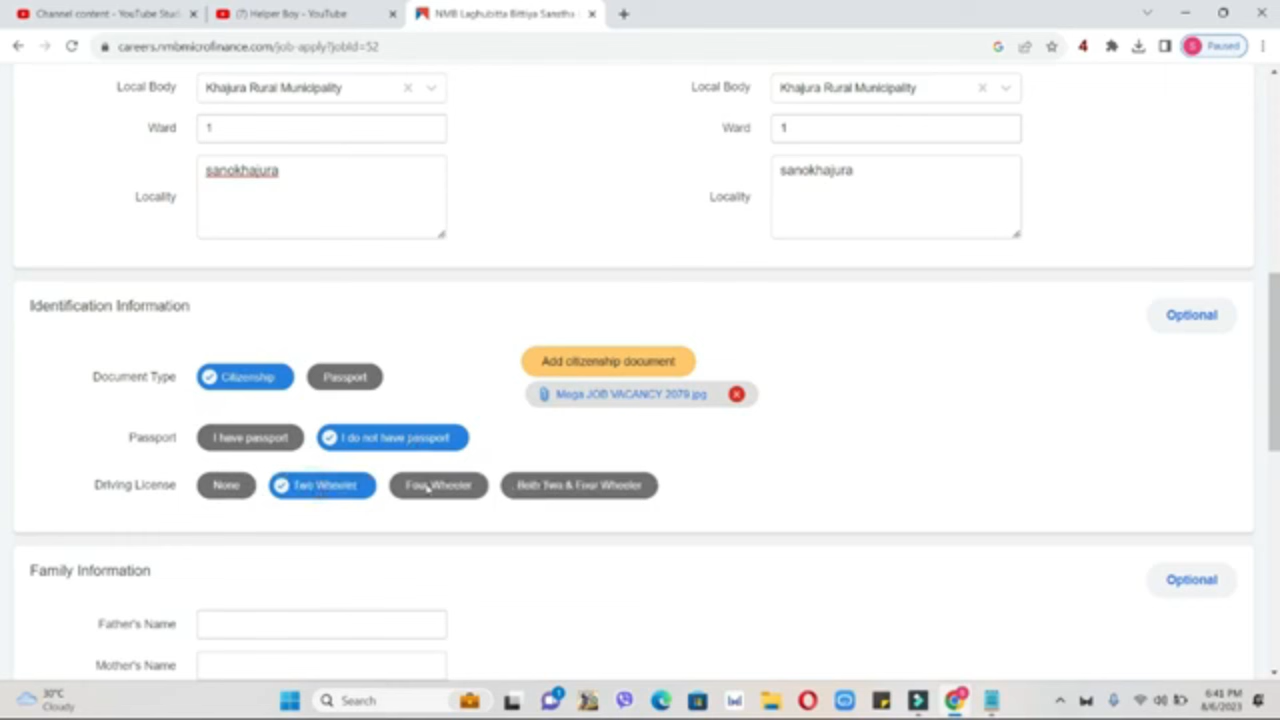 Channel content - YouTube Stud
(7) Helper Boy - YouTube
NMB Laghubitta Bittiya Sanstha
careers.nmbmicrofinance.com/job-apply?jobId=52
4
S Paused
Local Body Khajura Rural Municipality
Local Body Khajura Rural Municipality
Ward 1
Ward 1
Locality sanokhajura
Locality sanokhajura
Identification Information
Optional
Document Type Citizenship Passport
Add citizenship document
Mega JOB VACANCY 2079.jpg
Passport I have passport I do not have passport
Driving License None Two Wheeler Four Wheeler Both Two & Four Wheeler
Family Information
Optional
Father's Name
Mother's Name
30°C
Cloudy
Search
6:41 PM
8/6/2023